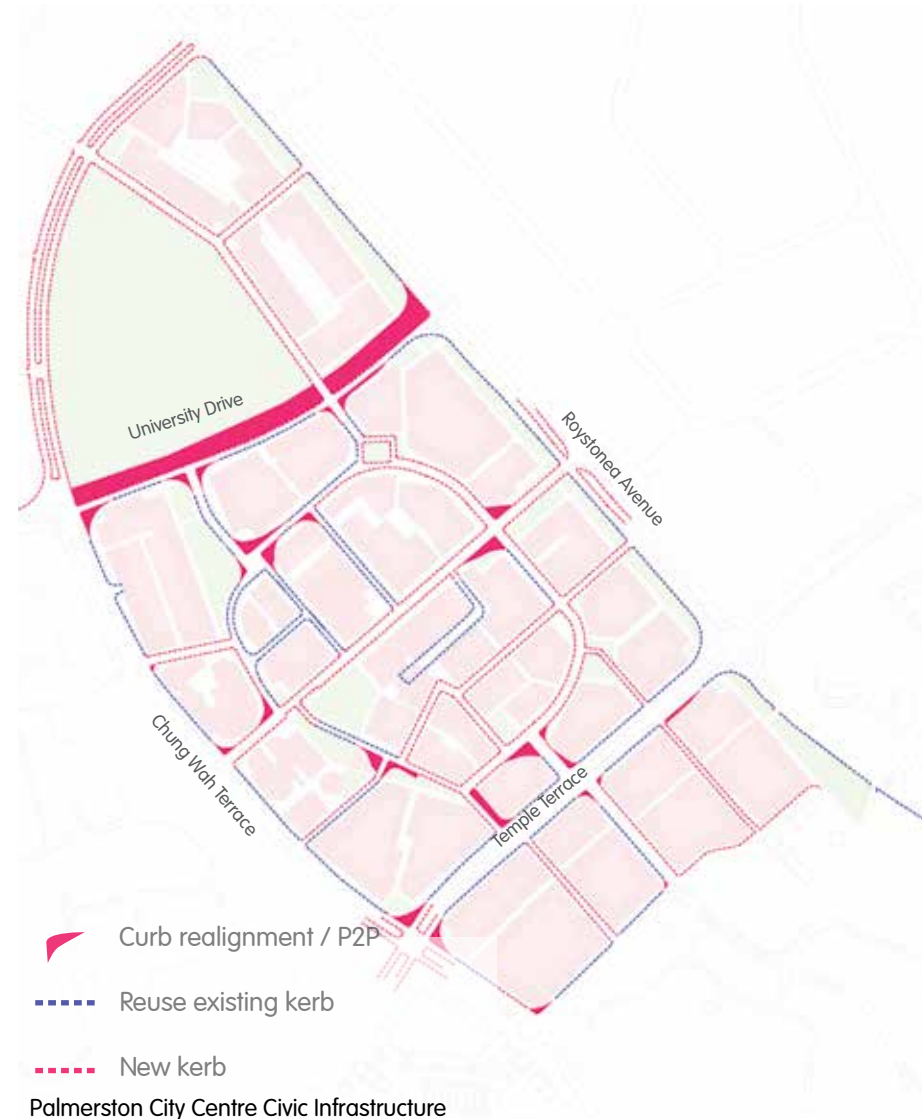 University Drive
Roystonea Avenue
Chung Wah Terrace
Temple Terrace
Curb realignment / P2P
Reuse existing kerb
New kerb
Palmerston City Centre Civic Infrastructure